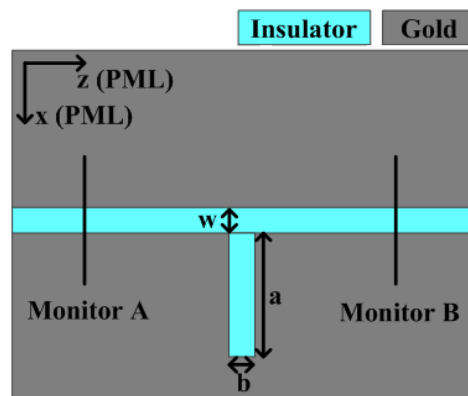 Insulator
Gold
z (PML)
x (PML)
w
Monitor A
a
Monitor B
b